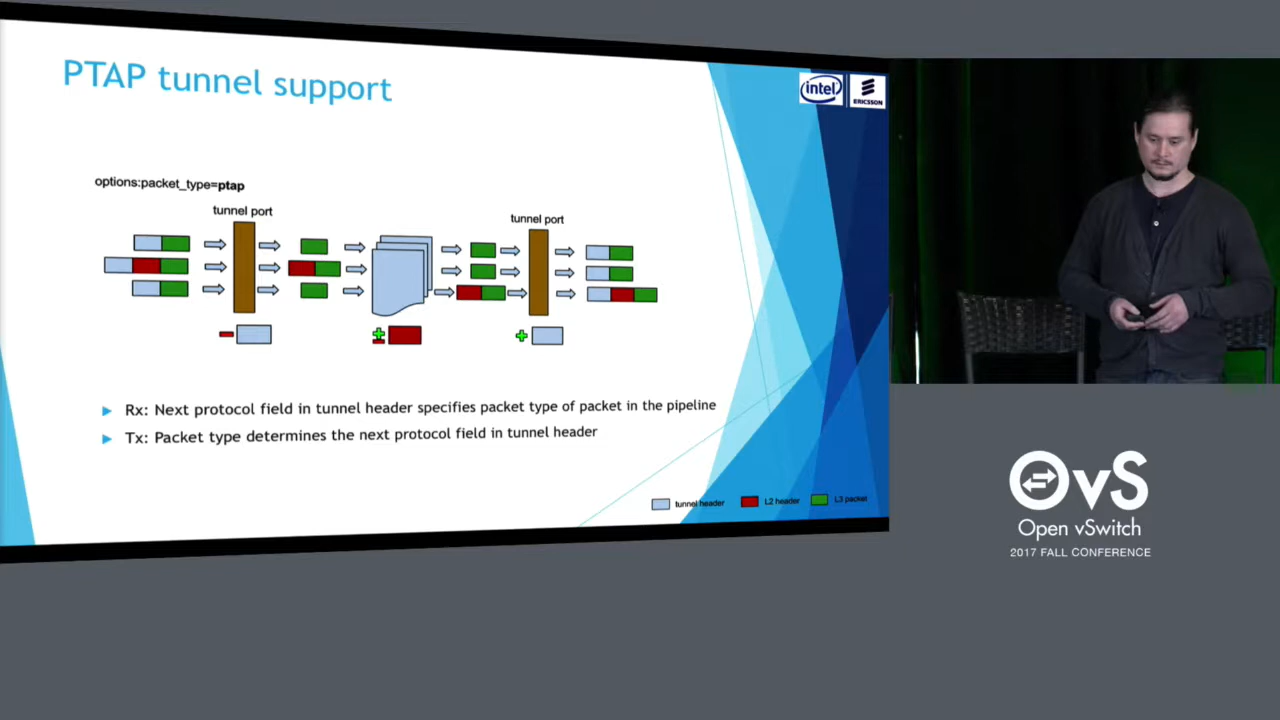 PTAP tunnel support
intel
ERICSSON
options:packet_type=ptap
tunnel port
tunnel port
Rx: Next protocol field in tunnel header specifies packet type of packet in the pipeline
Tx: Packet type determines the next protocol field in tunnel header
tunnel header
L2 header
L3 packet
OvS
Open vSwitch
2017 FALL CONFERENCE